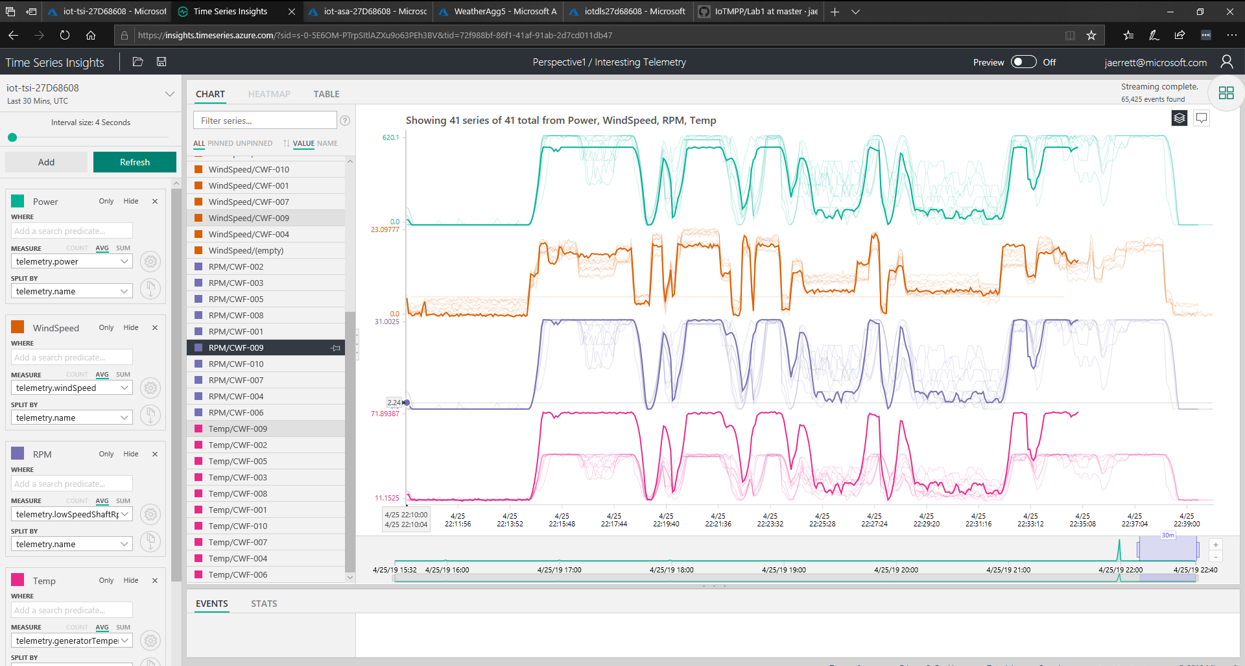 iot-tsi-27D68608 - Microsof
Time Series Insights
iot-asa-27D68608 - Microsc
WeatherAgg5 - Microsoft A
iotdls27d68608 - Microsoft
IoTMPP/Lab1 at master · jae
https://insights.timeseries.azure.com/?sid=s-0-5E6OM-PTrpSItlAZXu9o63PEh3BV&tid=72f988bf-86f1-41af-91ab-2d7cd011db47
Time Series Insights
Perspective1 / Interesting Telemetry
Preview
Off
jaerrett@microsoft.com
iot-tsi-27D68608
Last 30 Mins, UTC
Interval size: 4 Seconds
Add
Refresh
Power
Only
Hide
WHERE
Add a search predicate...
MEASURE
COUNT
AVG
SUM
telemetry.power
SPLIT BY
telemetry.name
WindSpeed
Only
Hide
WHERE
Add a search predicate...
MEASURE
COUNT
AVG
SUM
telemetry.windSpeed
SPLIT BY
telemetry.name
RPM
Only
Hide
WHERE
Add a search predicate...
MEASURE
COUNT
AVG
SUM
telemetry.lowSpeedShaftRp
SPLIT BY
telemetry.name
Temp
Only
Hide
WHERE
Add a search predicate...
MEASURE
COUNT
AVG
SUM
telemetry.generatorTemper
SPLIT BY
CHART
HEATMAP
TABLE
Streaming complete.
65,425 events found
Filter series...
ALL PINNED UNPINNED
VALUE NAME
WindSpeed/CWF-010
WindSpeed/CWF-001
WindSpeed/CWF-007
WindSpeed/CWF-009
WindSpeed/CWF-004
WindSpeed/(empty)
RPM/CWF-002
RPM/CWF-003
RPM/CWF-005
RPM/CWF-008
RPM/CWF-001
RPM/CWF-009
RPM/CWF-010
RPM/CWF-007
RPM/CWF-004
RPM/CWF-006
Temp/CWF-009
Temp/CWF-002
Temp/CWF-005
Temp/CWF-003
Temp/CWF-008
Temp/CWF-001
Temp/CWF-010
Temp/CWF-007
Temp/CWF-004
Temp/CWF-006
Showing 41 series of 41 total from Power, WindSpeed, RPM, Temp
620.1
0.0
23.09777
0.0
31.0025
2.24
71.89387
11.1525
4/25 22:10:00
4/25 22:10:04
4/25
22:11:56
4/25
22:13:52
4/25
22:15:48
4/25
22:17:44
4/25
22:19:40
4/25
22:21:36
4/25
22:23:32
4/25
22:25:28
4/25
22:27:24
4/25
22:29:20
4/25
22:31:16
4/25
22:33:12
4/25
22:35:08
4/25
22:37:04
4/25
22:39:00
30m
4/25/19 15:32
4/25/19 16:00
4/25/19 17:00
4/25/19 18:00
4/25/19 19:00
4/25/19 20:00
4/25/19 21:00
4/25/19 22:00
4/25/19 22:40
EVENTS
STATS